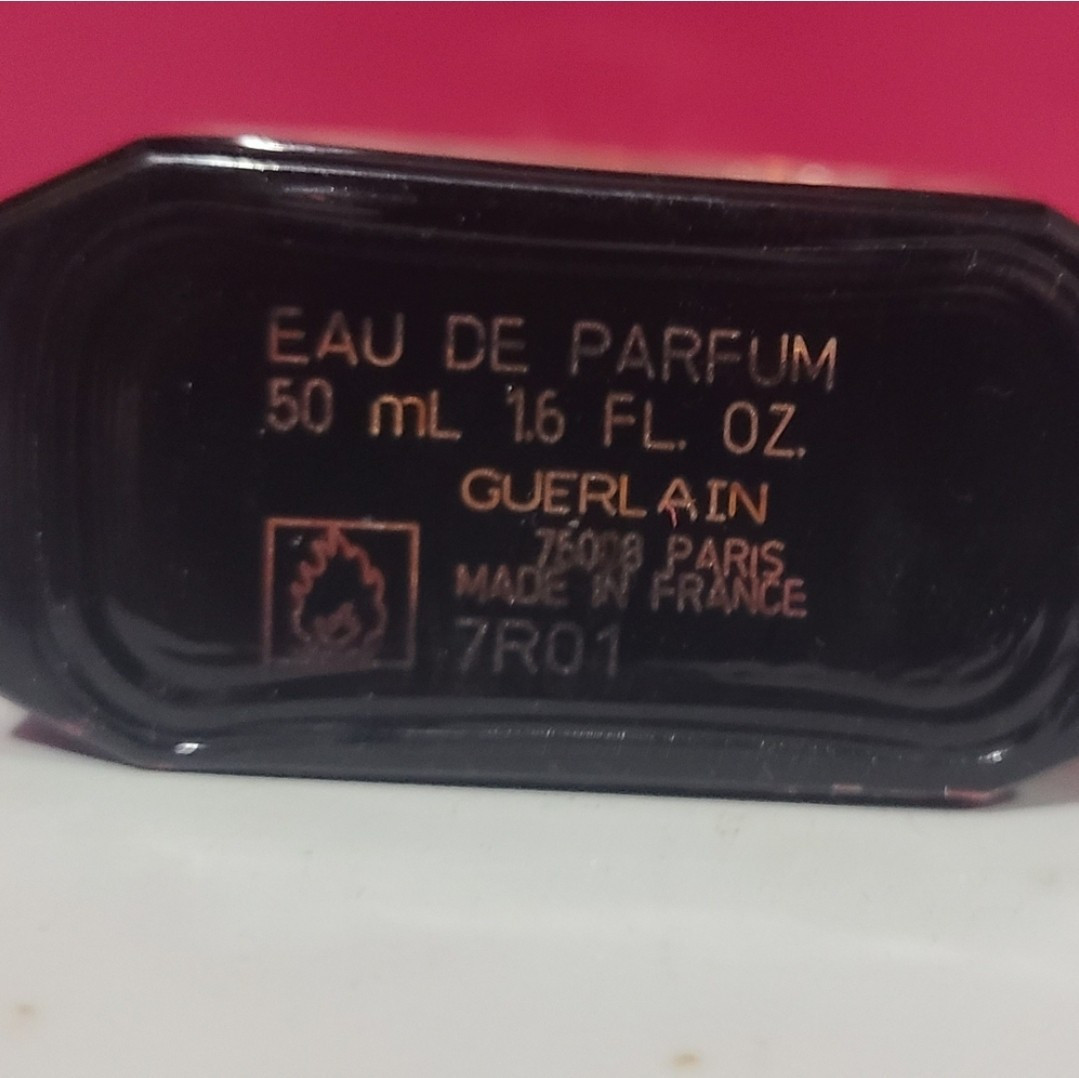 EAU DE PARFUM
50 mL 1.6 FL. OZ.
GUERLAIN
75008 PARIS
MADE IN FRANCE
7R01